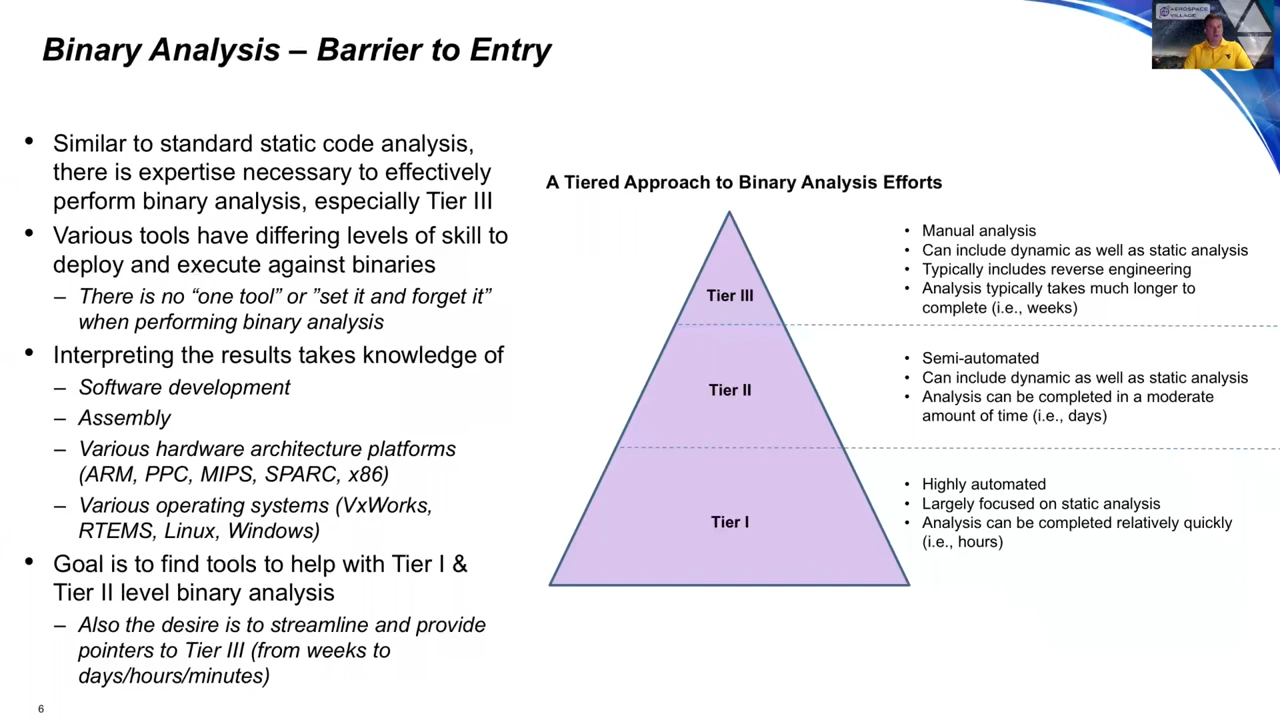 Binary Analysis – Barrier to Entry
AEROSPACE
VILLAGE
• Similar to standard static code analysis,
there is expertise necessary to effectively
perform binary analysis, especially Tier III
• Various tools have differing levels of skill to
deploy and execute against binaries
– There is no “one tool” or ”set it and forget it”
when performing binary analysis
• Interpreting the results takes knowledge of
– Software development
– Assembly
– Various hardware architecture platforms
(ARM, PPC, MIPS, SPARC, x86)
– Various operating systems (VxWorks,
RTEMS, Linux, Windows)
• Goal is to find tools to help with Tier I &
Tier II level binary analysis
– Also the desire is to streamline and provide
pointers to Tier III (from weeks to
days/hours/minutes)
A Tiered Approach to Binary Analysis Efforts
Tier III
• Manual analysis
• Can include dynamic as well as static analysis
• Typically includes reverse engineering
• Analysis typically takes much longer to
complete (i.e., weeks)
Tier II
• Semi-automated
• Can include dynamic as well as static analysis
• Analysis can be completed in a moderate
amount of time (i.e., days)
Tier I
• Highly automated
• Largely focused on static analysis
• Analysis can be completed relatively quickly
(i.e., hours)
6